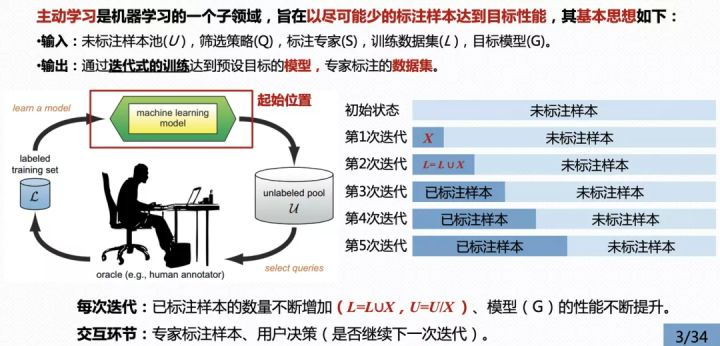 主动学习是机器学习的一个子领域，旨在以尽可能少的标注样本达到目标性能，其基本思想如下：
•输入：未标注样本池(U)，筛选策略(Q)，标注专家(S)，训练数据集(L)，目标模型(G)。
•输出：通过迭代式的训练达到预设目标的模型，专家标注的数据集。
learn a model
machine learning
model
起始位置
labeled
training set
L
unlabeled pool
U
oracle (e.g., human annotator)
select queries
初始状态 未标注样本
第1次迭代 X 未标注样本
第2次迭代 L=L∪X 未标注样本
第3次迭代 已标注样本 未标注样本
第4次迭代 已标注样本 未标注样本
第5次迭代 已标注样本 未标注样本
每次迭代：已标注样本的数量不断增加（L=L∪X，U=U/X）、模型（G）的性能不断提升。
交互环节：专家标注样本、用户决策（是否继续下一次迭代）。
3/34